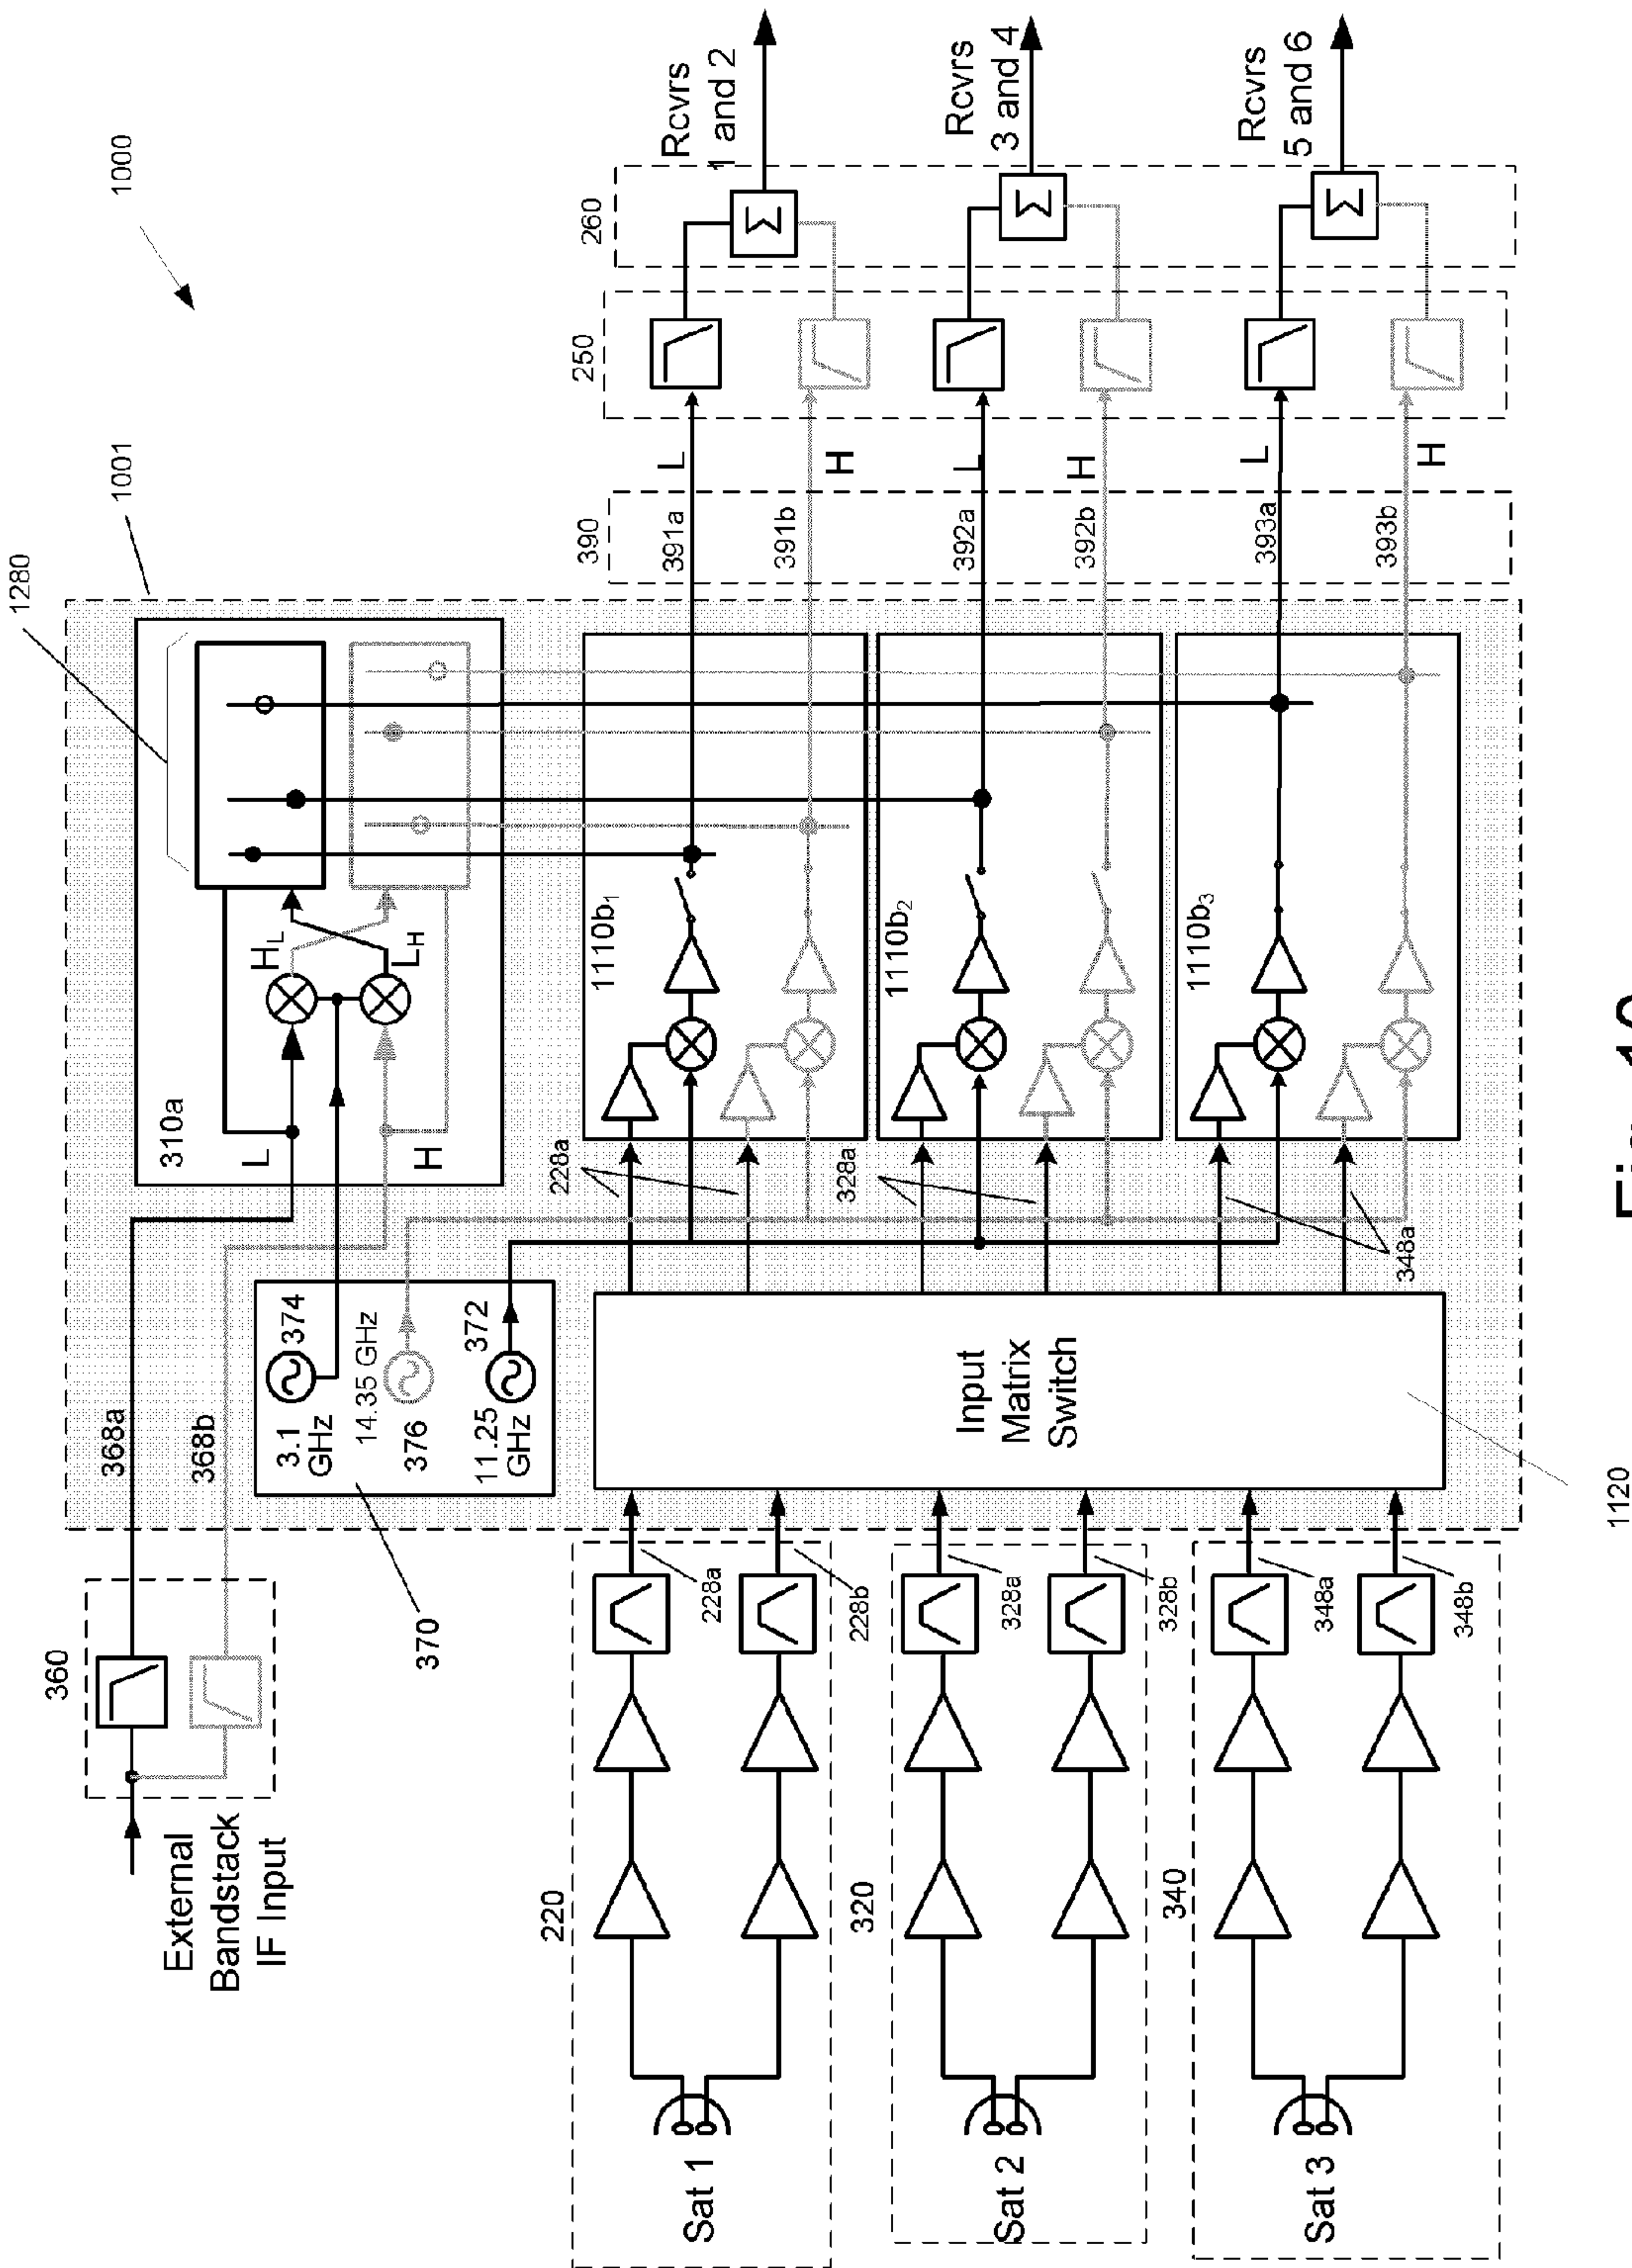 1000
1280
1001
310a
L
H
H_L
L_H
368a
368b
360
External
Bandstack
IF Input
3.1
GHz
374
14.35 GHz
376
11.25
GHz
372
370
Input
Matrix
Switch
1120
220
Sat 1
228a
228b
320
Sat 2
328a
328b
340
Sat 3
348a
348b
228a
328a
348a
1110b₁
1110b₂
1110b₃
390
391a
391b
392a
392b
393a
393b
L
H
L
H
L
H
250
260
Rcvrs
1 and 2
Rcvrs
3 and 4
Rcvrs
5 and 6